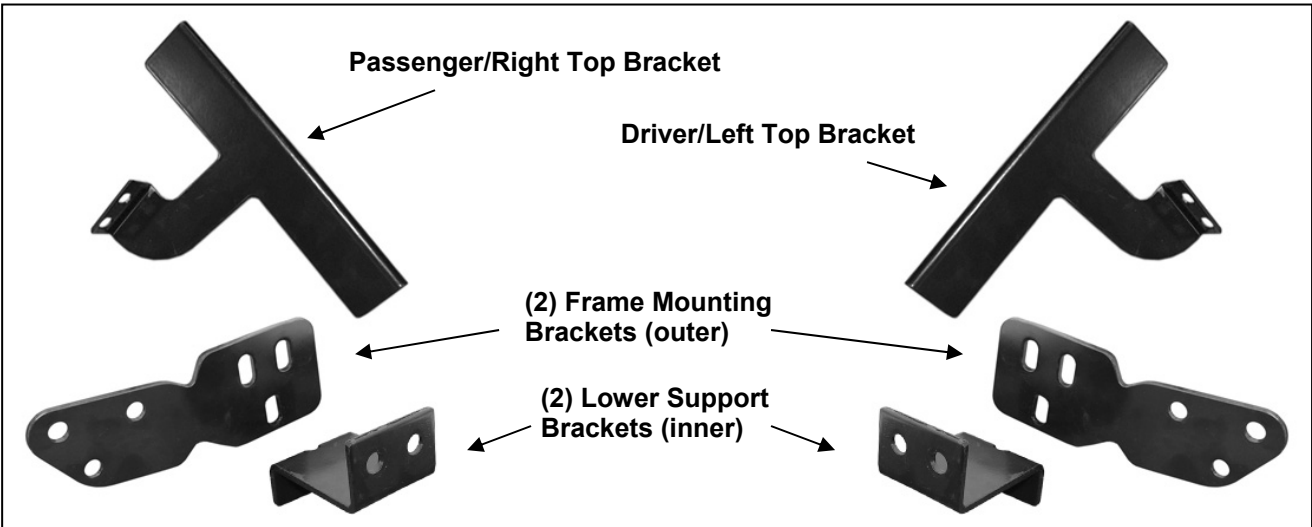 Passenger/Right Top Bracket
Driver/Left Top Bracket
(2) Frame Mounting
Brackets (outer)
(2) Lower Support
Brackets (inner)